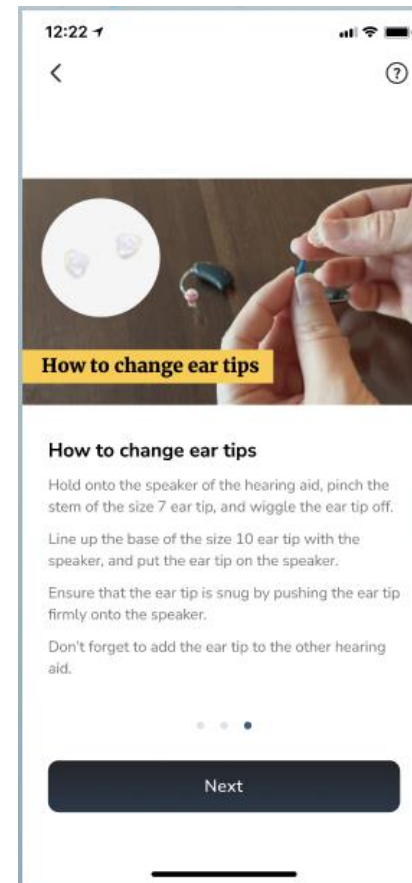 12:22
?
How to change ear tips
How to change ear tips
Hold onto the speaker of the hearing aid, pinch the
stem of the size 7 ear tip, and wiggle the ear tip off.
Line up the base of the size 10 ear tip with the
speaker, and put the ear tip on the speaker.
Ensure that the ear tip is snug by pushing the ear tip
firmly onto the speaker.
Don't forget to add the ear tip to the other hearing
aid.
Next